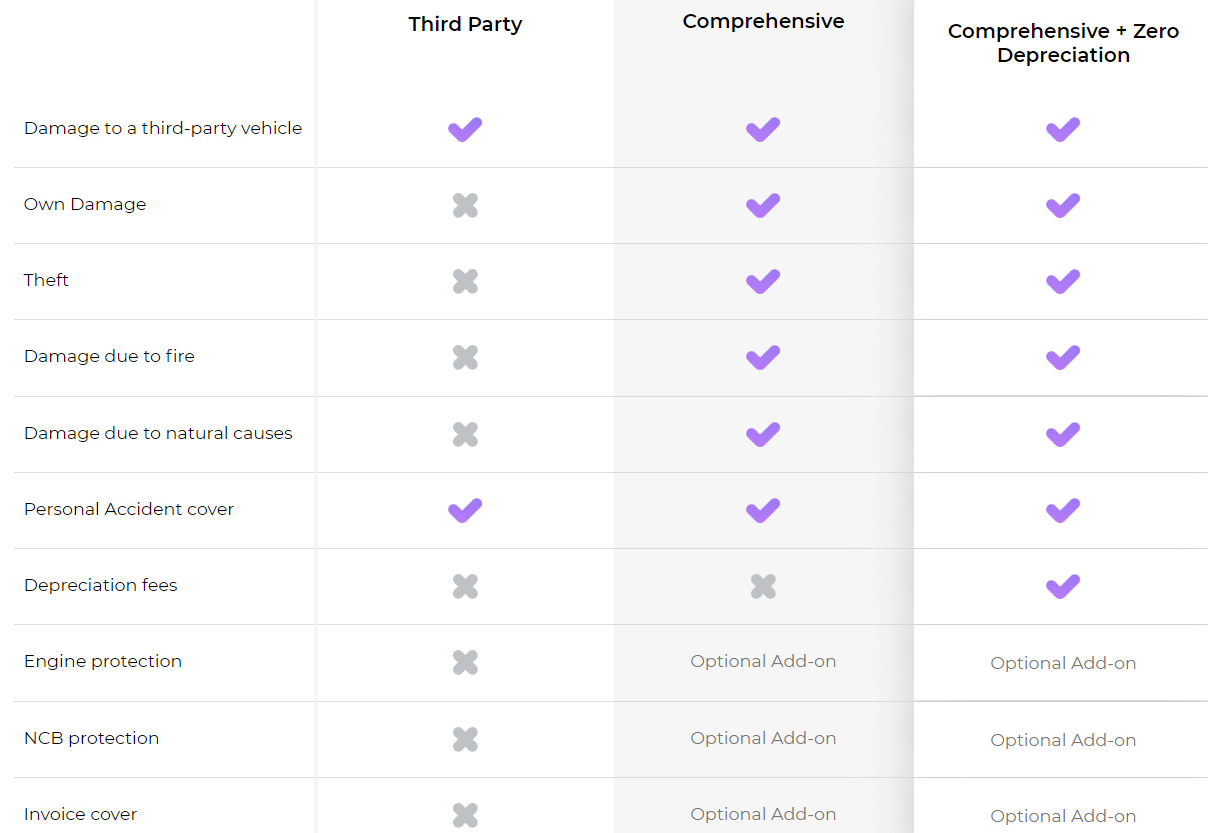 Third Party
Comprehensive
Comprehensive + Zero
Depreciation
Damage to a third-party vehicle
Own Damage
Theft
Damage due to fire
Damage due to natural causes
Personal Accident cover
Depreciation fees
Engine protection
Optional Add-on
Optional Add-on
NCB protection
Optional Add-on
Optional Add-on
Invoice cover
Optional Add-on
Optional Add-on